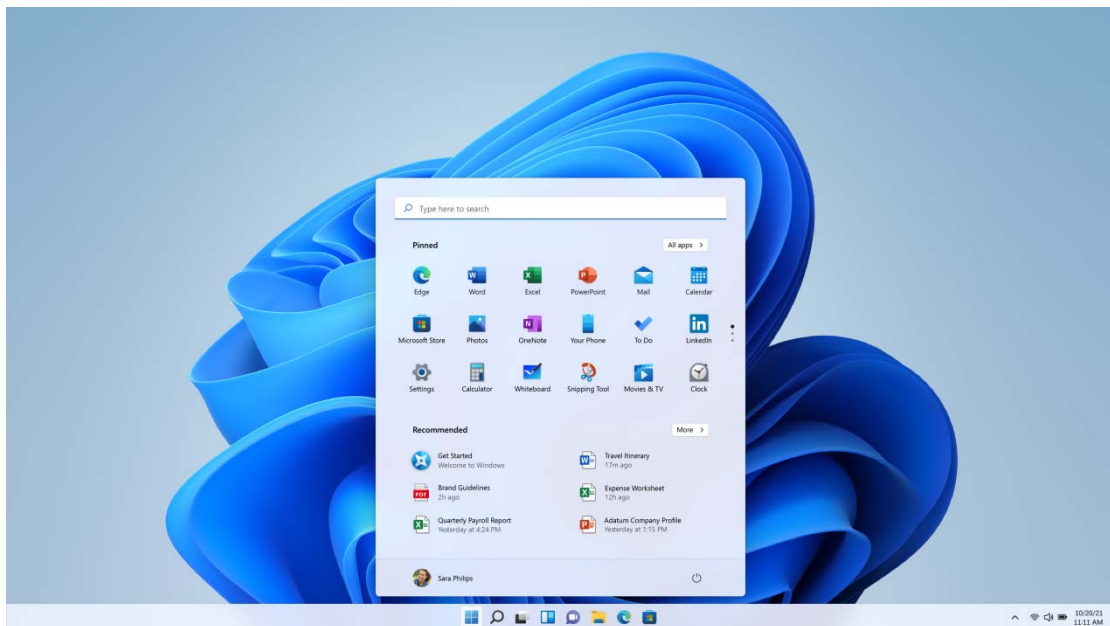 Type here to search
Pinned
All apps >
Edge
Word
Excel
PowerPoint
Mail
Calendar
Microsoft Store
Photos
OneNote
Your Phone
To Do
LinkedIn
Settings
Calculator
Whiteboard
Snipping Tool
Movies & TV
Clock
Recommended
More >
Get Started
Welcome to Windows
Travel Itinerary
17m ago
Brand Guidelines
2h ago
Expense Worksheet
12h ago
Quarterly Payroll Report
Yesterday at 4:24 PM
Adatum Company Profile
Yesterday at 1:15 PM
Sara Philips
10/20/21
11:11 AM